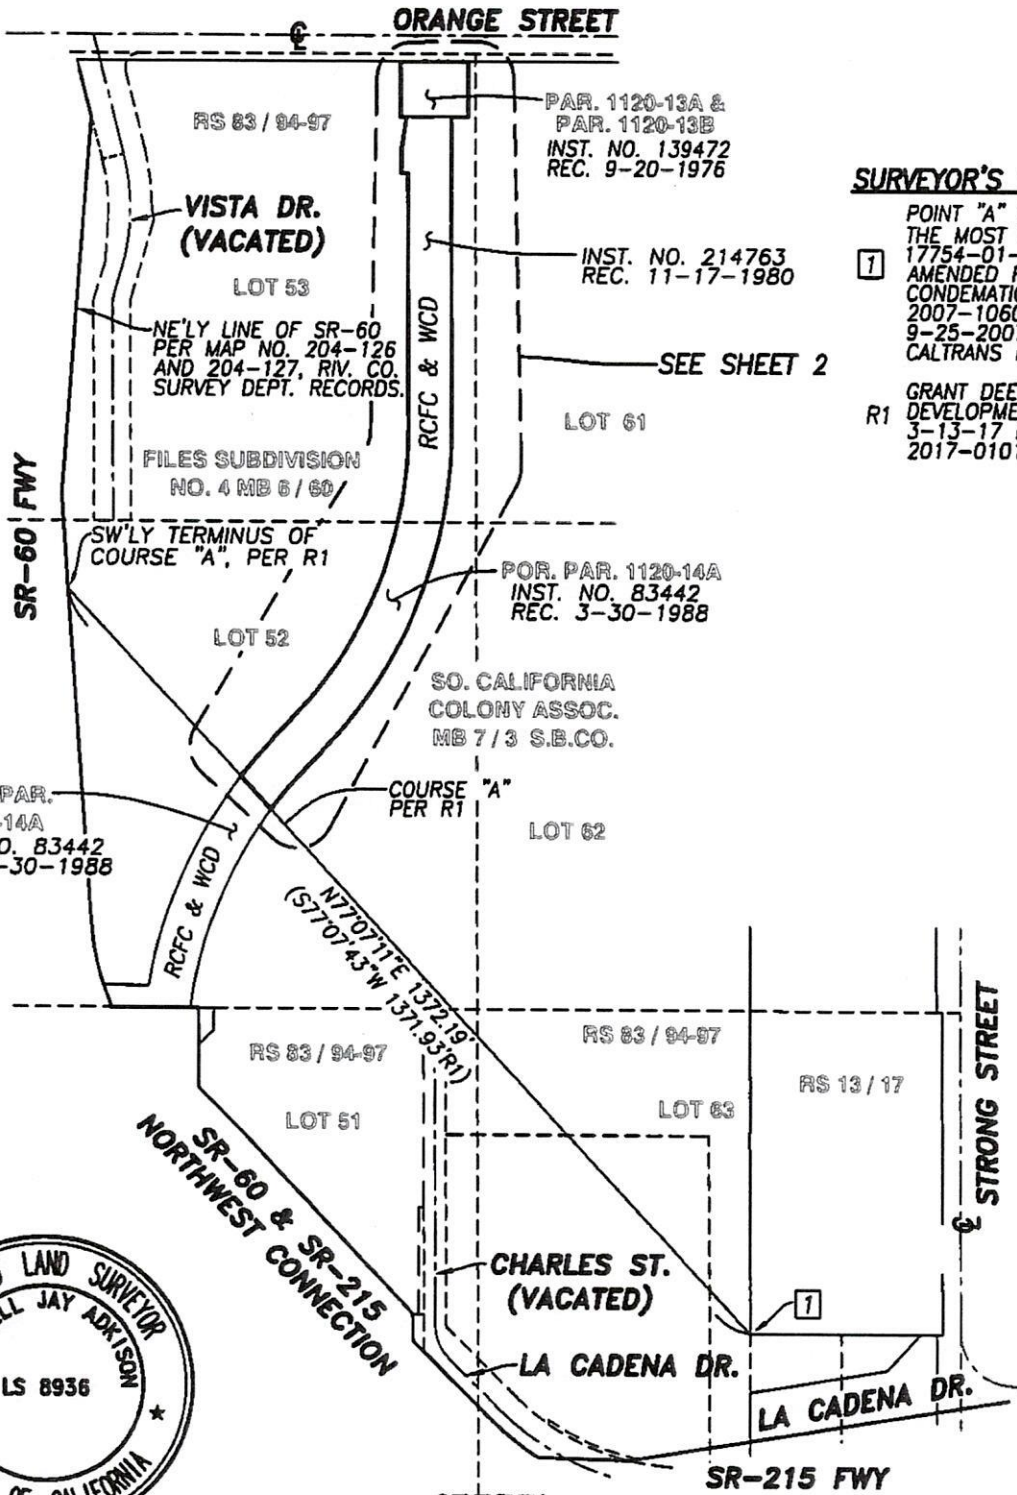 ORANGE STREET
RS 83 / 94-97
PAR. 1120-13A &
PAR. 1120-13B
INST. NO. 139472
REC. 9-20-1976
SURVEYOR'S
POINT "A"
THE MOST
1
17754-01-
AMENDED
CONDEMATIO
2007-1060
9-25-200
CALTRANS
GRANT DEE
R1 DEVELOPME
3-13-17
2017-010
VISTA DR.
(VACATED)
INST. NO. 214763
REC. 11-17-1980
LOT 53
NE'LY LINE OF SR-60
PER MAP NO. 204-126
AND 204-127, RIV. CO.
SURVEY DEPT. RECORDS.
RCFC & WCD
SEE SHEET 2
LOT 61
FILES SUBDIVISION
NO. 4 MB 6 / 60
SR-60 FWY
SW'LY TERMINUS OF
COURSE "A", PER R1
POR. PAR. 1120-14A
INST. NO. 83442
REC. 3-30-1988
LOT 52
SO. CALIFORNIA
COLONY ASSOC.
MB 7 / 3 S.B.CO.
PAR.
-14A
O. 83442
-30-1988
COURSE "A"
PER R1
LOT 62
RCFC & WCD
N77°07'11"E 1372.19'
(S77°07'43"W 1371.93'R1)
RS 83 / 94-97
RS 83 / 94-97
RS 13 / 17
LOT 51
LOT 63
STRONG STREET
SR-60 & SR-215
NORTHWEST CONNECTION
CHARLES ST.
(VACATED)
1
LA CADENA DR.
LA CADENA DR.
SR-215 FWY
LAND SURVEYOR
LL JAY ADKISON
LS 8936
OF CALIFORNIA